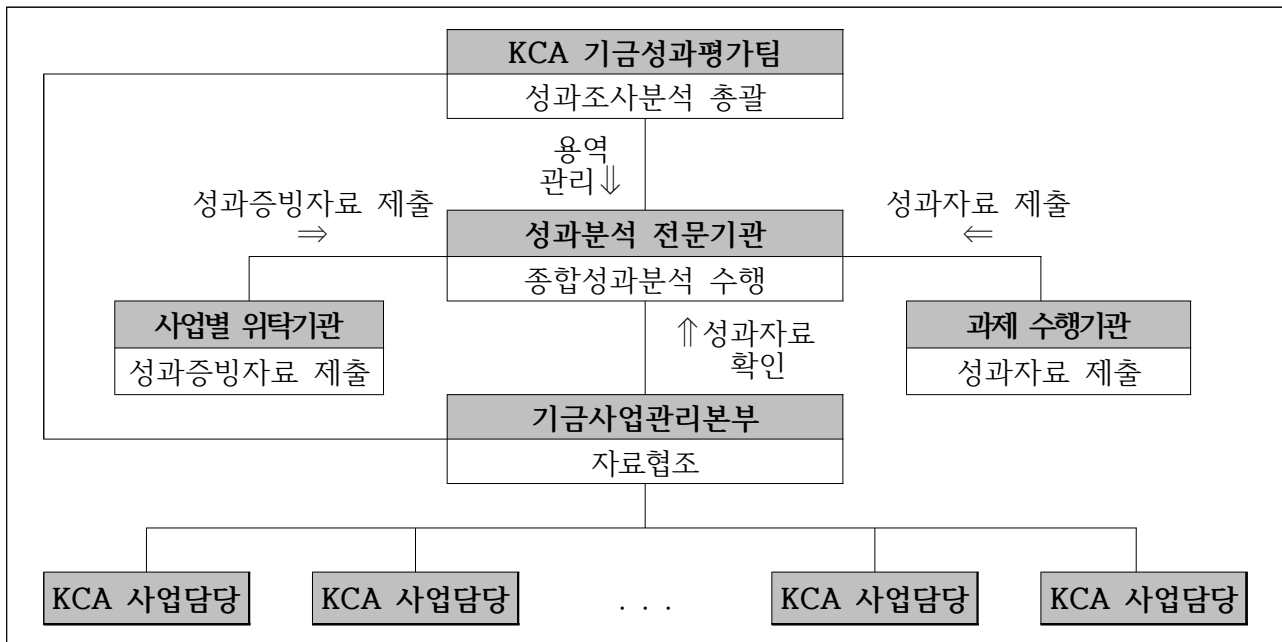 KCA 기금성과평가팀
성과조사분석 총괄
용역
관리⇓
성과증빙자료 제출
⇒
성과자료 제출
⇐
성과분석 전문기관
종합성과분석 수행
사업별 위탁기관
성과증빙자료 제출
⇑성과자료
확인
과제 수행기관
성과자료 제출
기금사업관리본부
자료협조
KCA 사업담당
KCA 사업담당
. . .
KCA 사업담당
KCA 사업담당